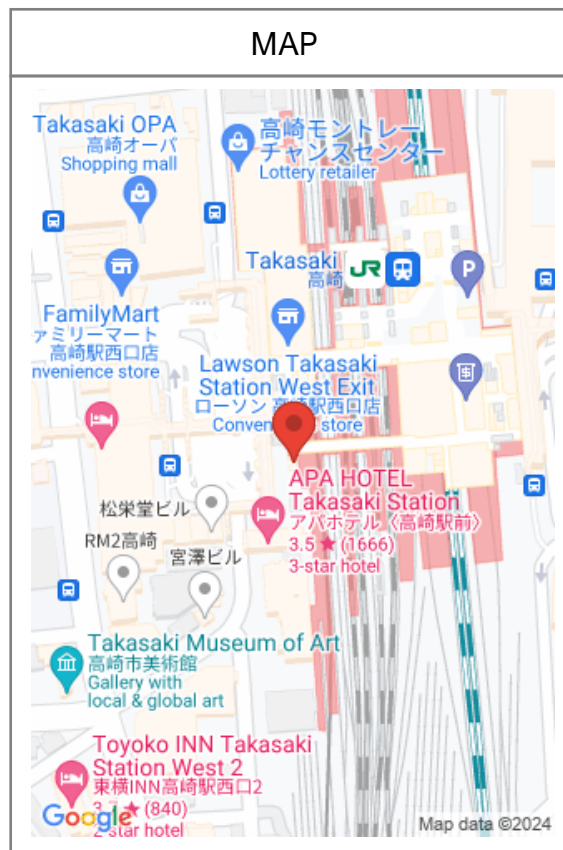 MAP
Takasaki OPA
高崎オーパ
Shopping mall
高崎モントレー
チャンスセンター
Lottery retailer
Takasaki
高崎
JR
P
FamilyMart
ァミリーマート
高崎駅西口店
nvenience store
Lawson Takasaki
Station West Exit
ローソン 高崎駅西口店
Conven store
APA HOTEL
Takasaki Station
アパホテル〈高崎駅前〉
3.5 ★ (1666)
3-star hotel
松栄堂ビル
RM2高崎
宮澤ビル
Takasaki Museum of Art
高崎市美術館
Gallery with
local & global art
Toyoko INN Takasaki
Station West 2
東横INN高崎駅西口2
★ (840)
star hotel
Google
Map data ©2024